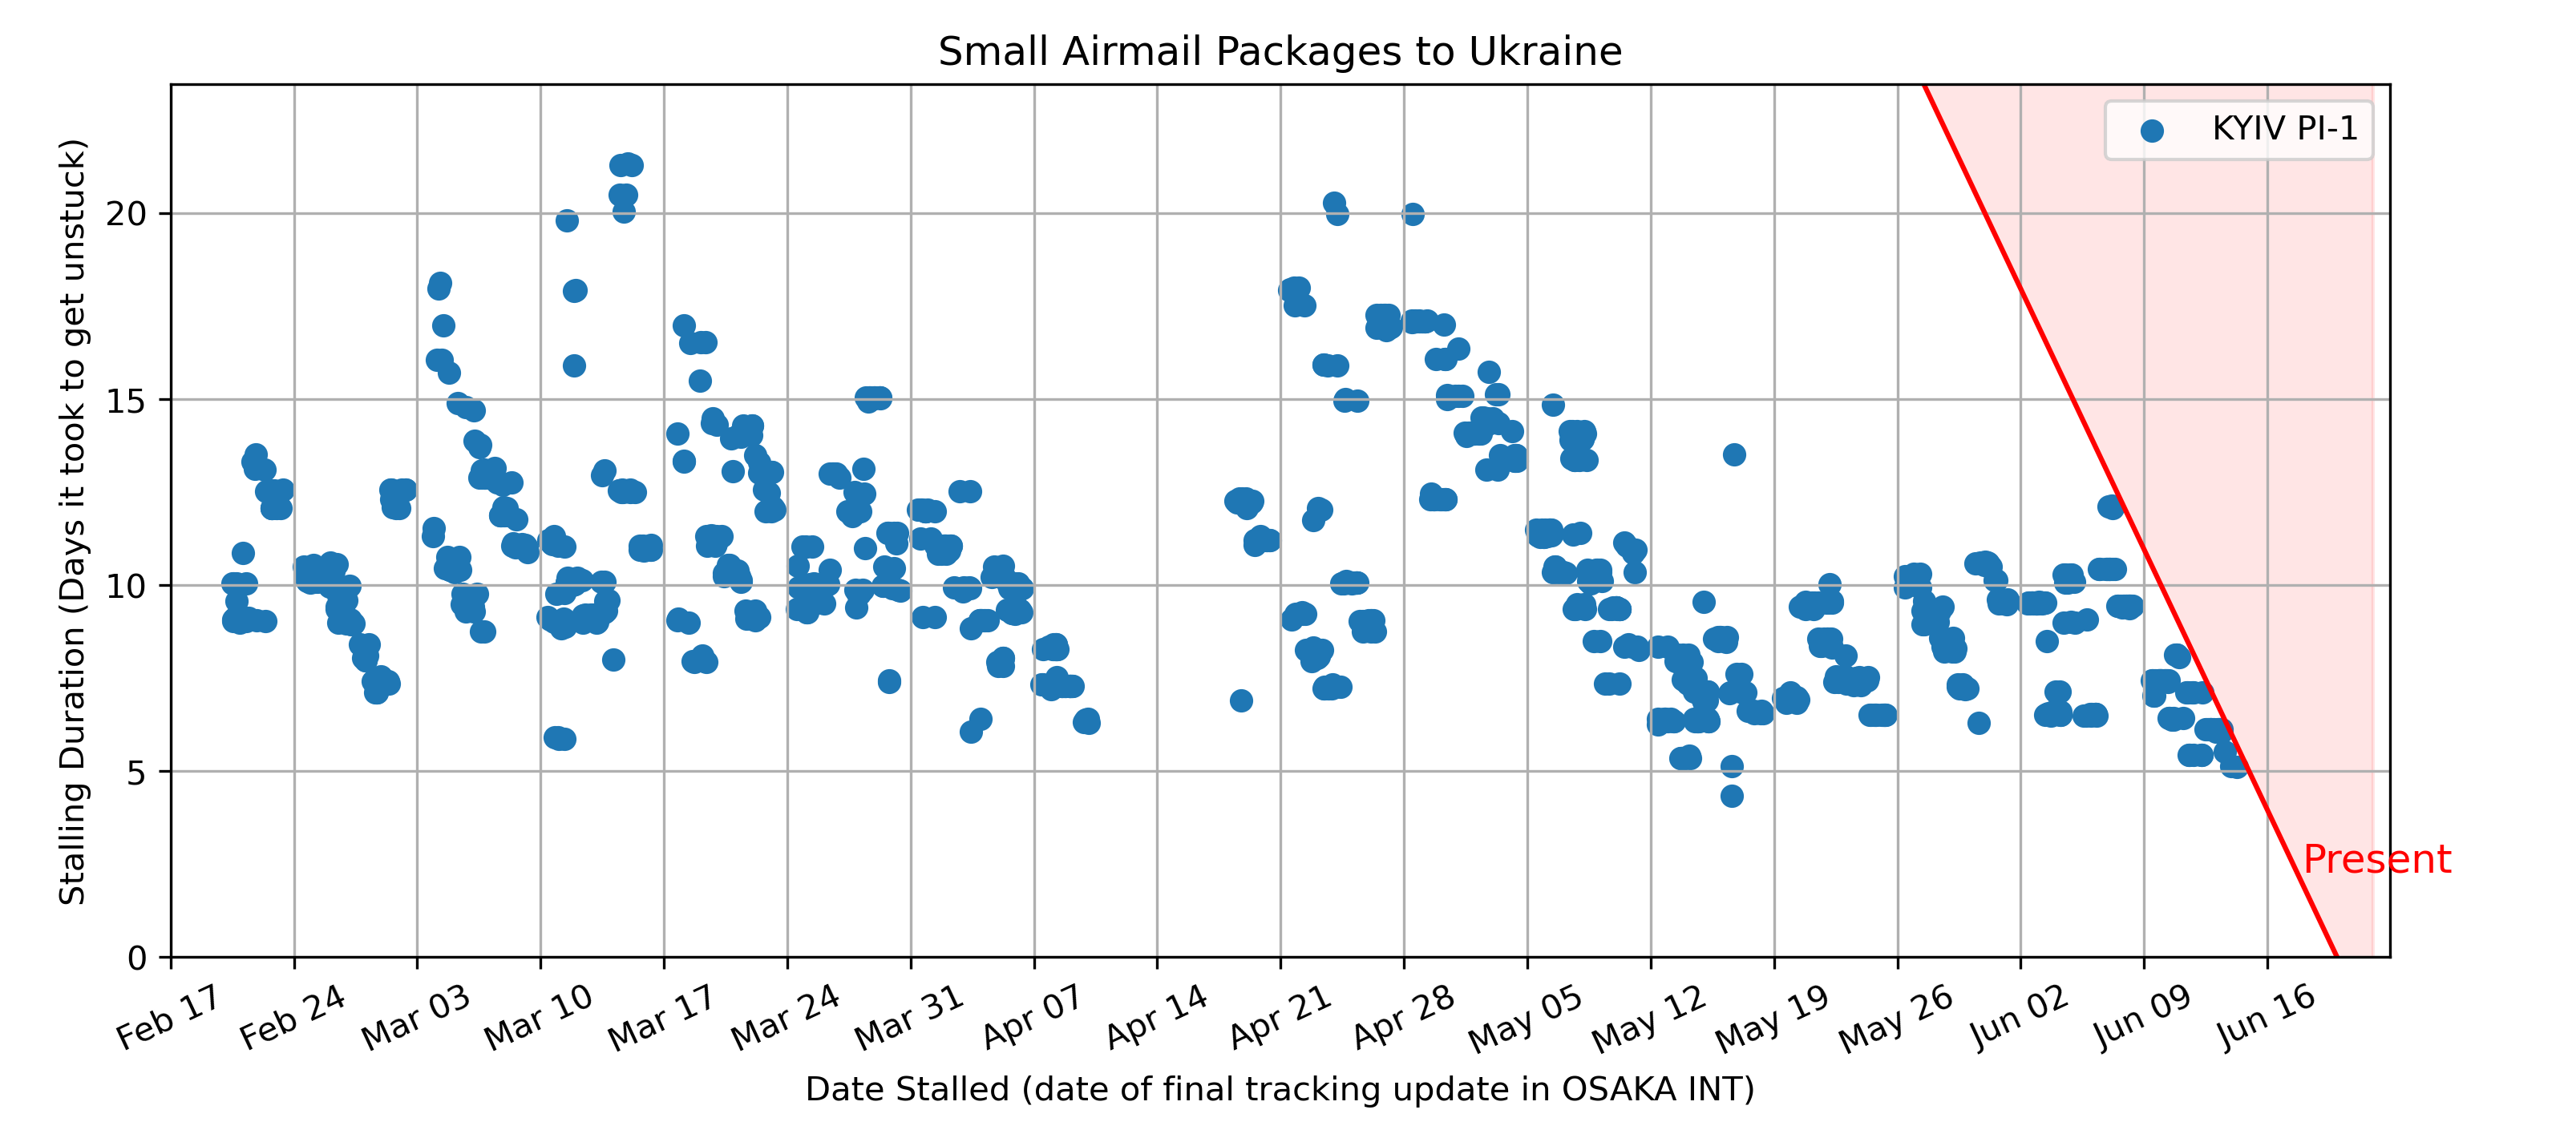 Small Airmail Packages to Ukraine
KYIV PI-1
Stalling Duration (Days it took to get unstuck)
20
15
10
5
0
Present
Feb 17
Feb 24
Mar 03
Mar 10
Mar 17
Mar 24
Mar 31
Apr 07
Apr 14
Apr 21
Apr 28
May 05
May 12
May 19
May 26
Jun 02
Jun 09
Jun 16
Date Stalled (date of final tracking update in OSAKA INT)